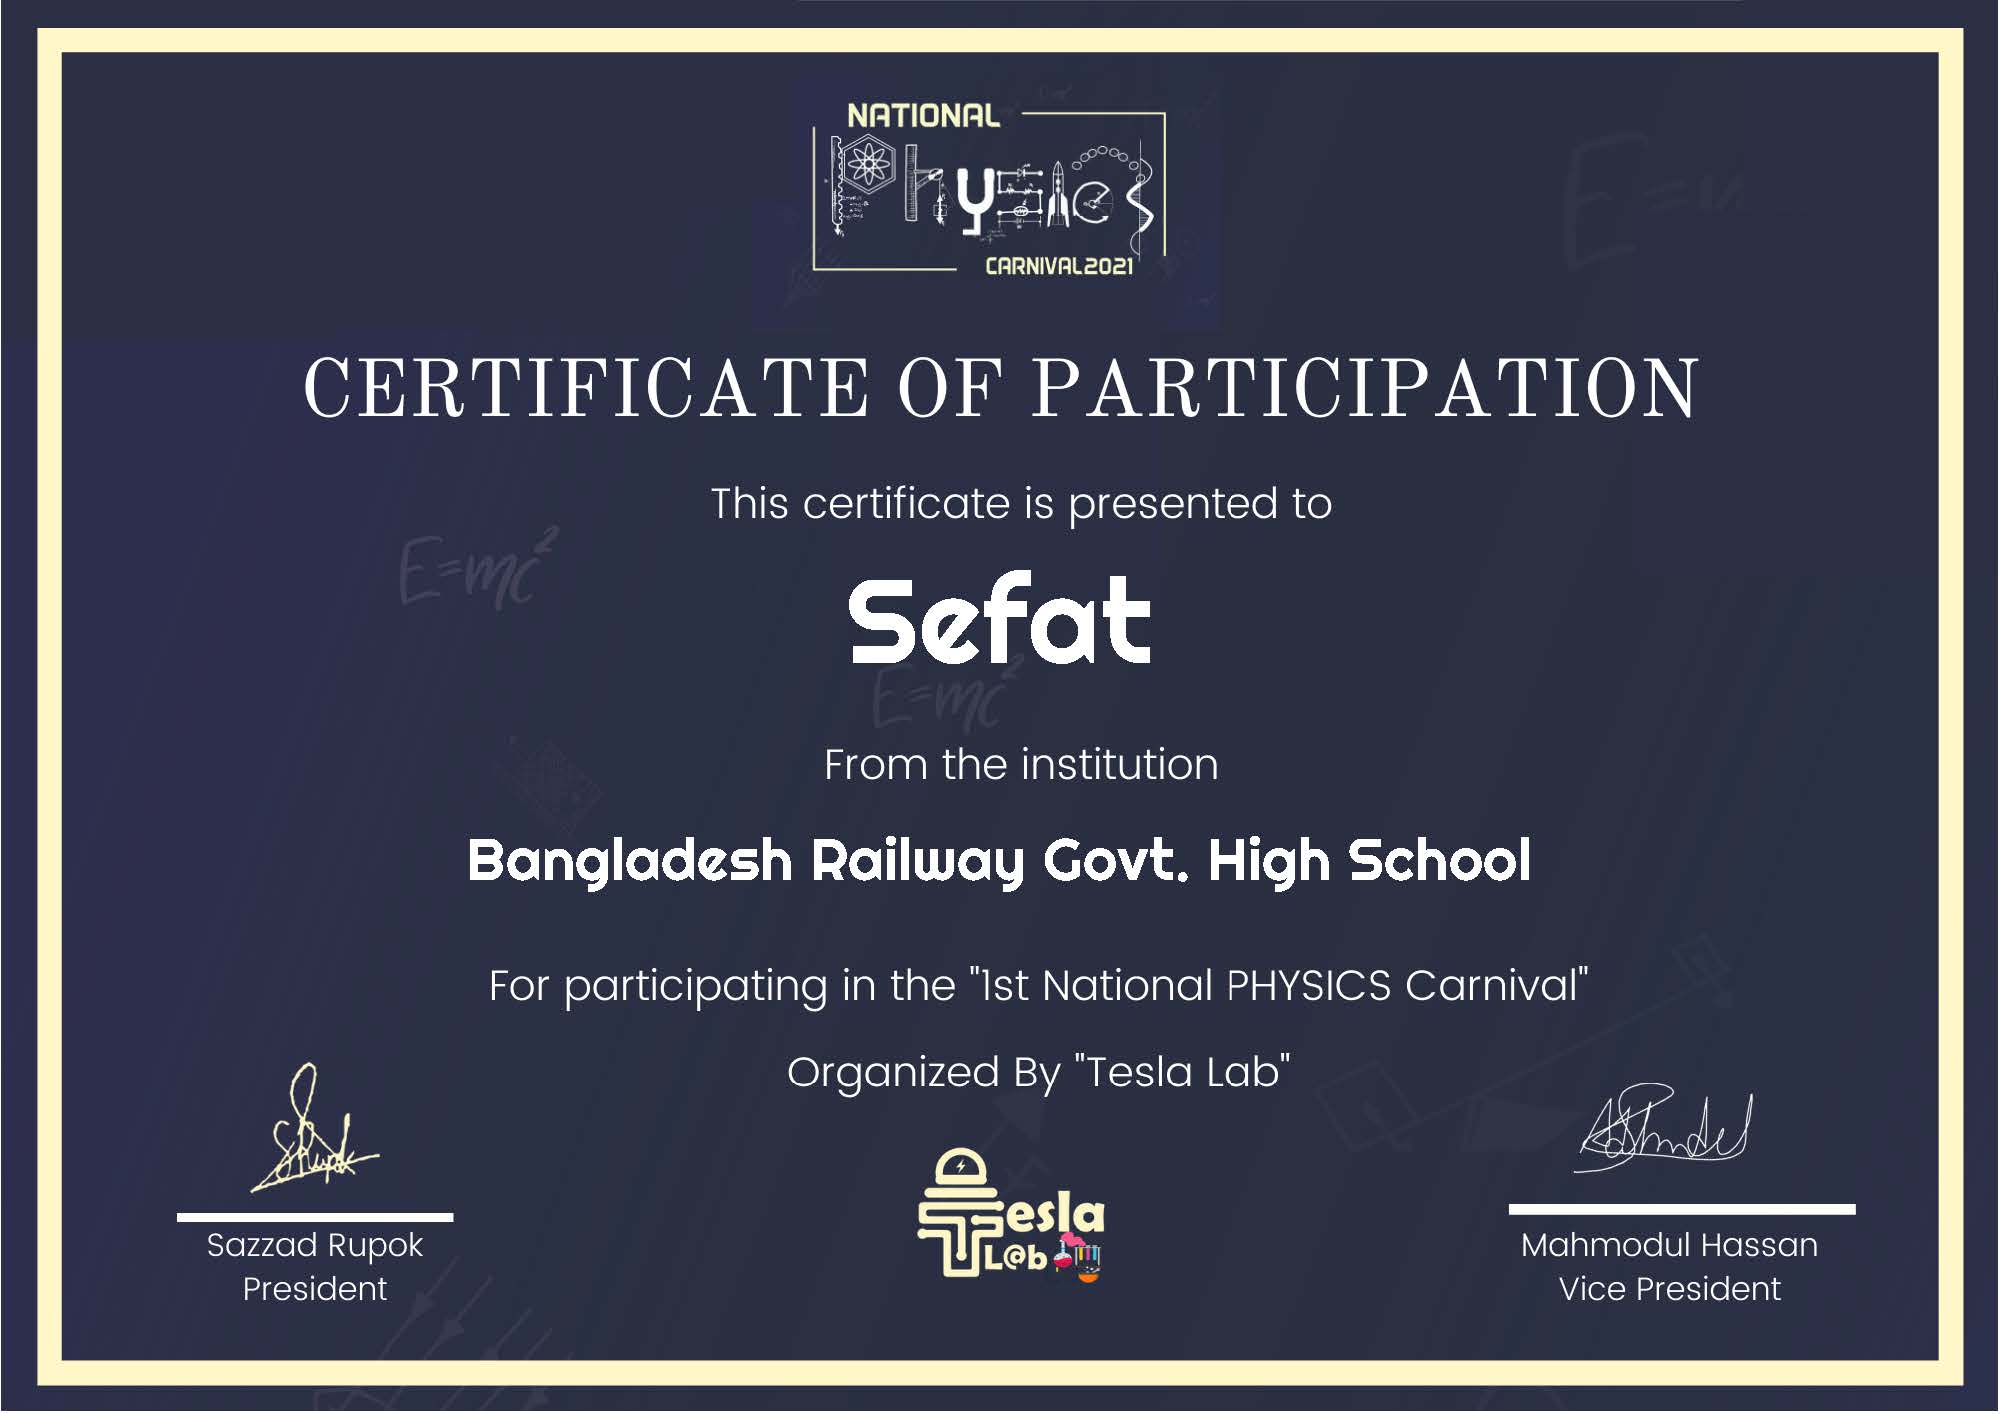 NATIONAL
Physics
CARNIVAL2021
CERTIFICATE OF PARTICIPATION
This certificate is presented to
E=mc²
Sefat
E=mc²
From the institution
Bangladesh Railway Govt. High School
For participating in the "1st National PHYSICS Carnival"
Organized By "Tesla Lab"
Tesla
L@b
Sazzad Rupok
President
Mahmodul Hassan
Vice President